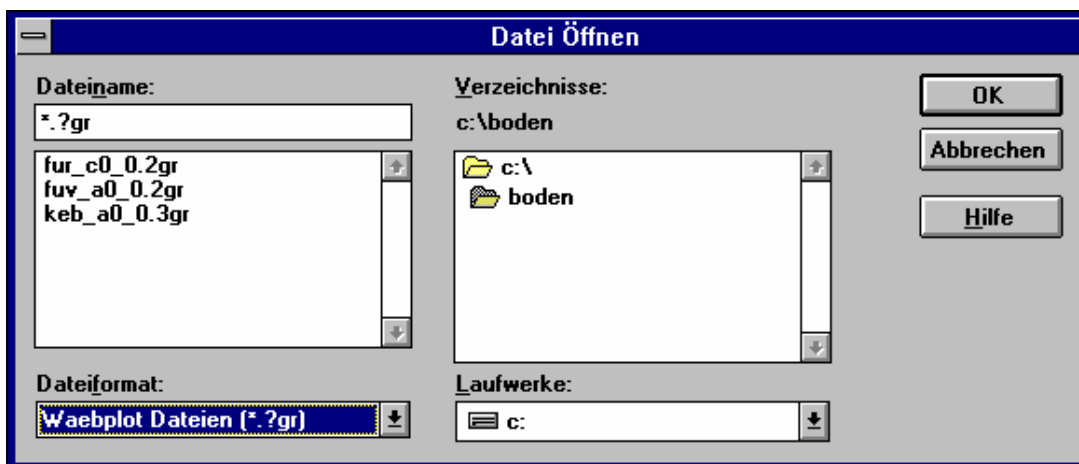 Datei Öffnen
Dateiname:
*.?gr
fur_c0_0.2gr
fuv_a0_0.2gr
keb_a0_0.3gr
Dateiformat:
Waebplot Dateien (*.?gr)
Verzeichnisse:
c:\boden
c:\
boden
Laufwerke:
c:
OK
Abbrechen
Hilfe